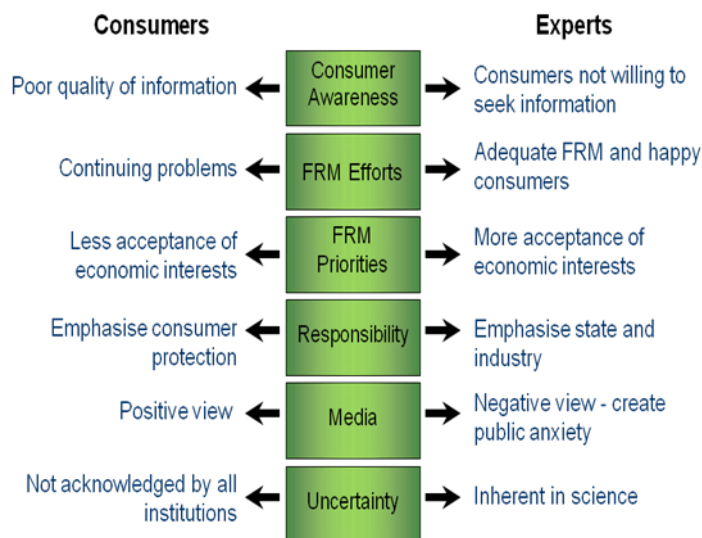 Consumers
Experts
Poor quality of information
Consumer
Awareness
Consumers not willing to
seek information
Continuing problems
FRM Efforts
Adequate FRM and happy
consumers
Less acceptance of
economic interests
FRM
Priorities
More acceptance of
economic interests
Emphasise consumer
protection
Responsibility
Emphasise state and
industry
Positive view
Media
Negative view - create
public anxiety
Not acknowledged by all
institutions
Uncertainty
Inherent in science